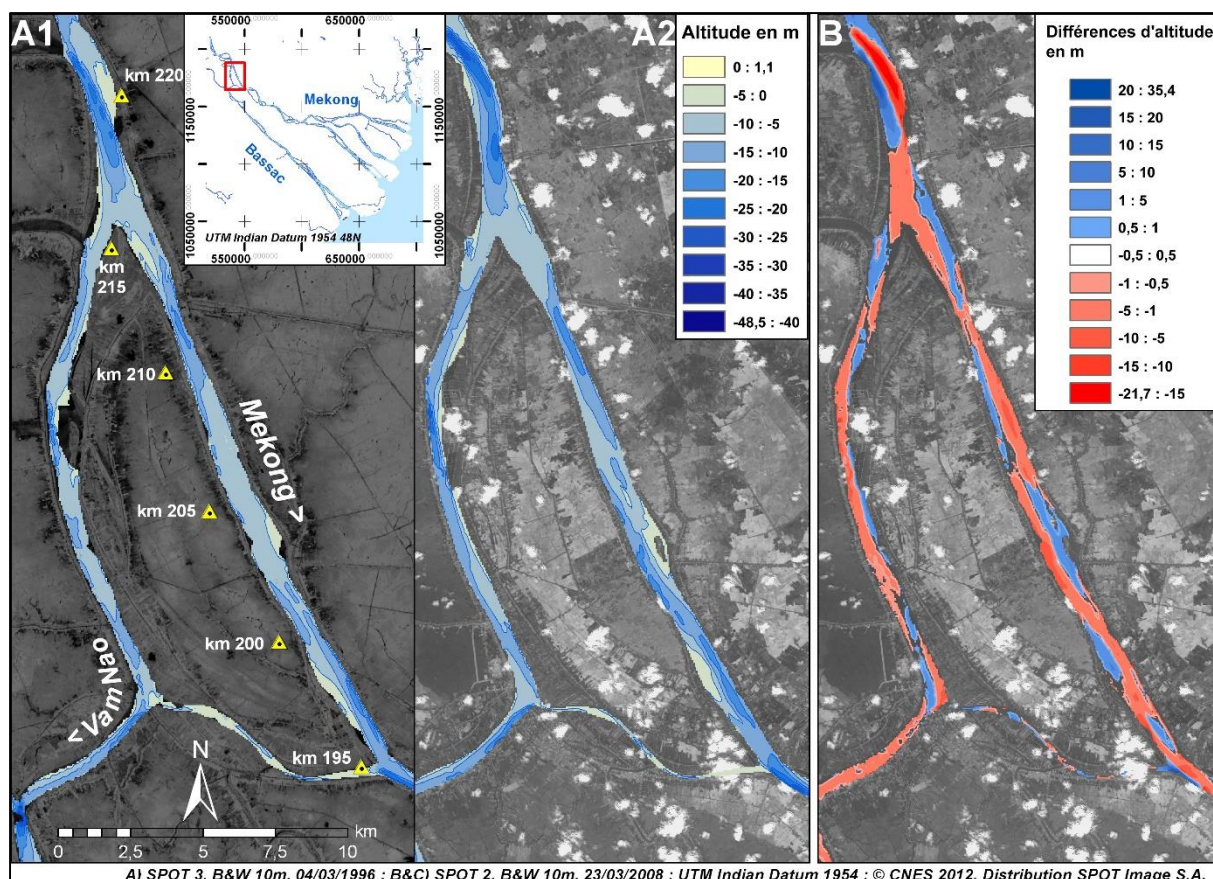 A1
km 220
km
215
km 210
km 205
km 200
km 195
Mekong >
< Vam Nao
N
km
0 2,5 5 7,5 10
550000 650000
1150000
1050000
Mekong
Bassac
UTM Indian Datum 1954 48N
550000 650000
A2
Altitude en m
0 : 1,1
-5 : 0
-10 : -5
-15 : -10
-20 : -15
-25 : -20
-30 : -25
-35 : -30
-40 : -35
-48,5 : -40
B
Différences d'altitude
en m
20 : 35,4
15 : 20
10 : 15
5 : 10
1 : 5
0,5 : 1
-0,5 : 0,5
-1 : -0,5
-5 : -1
-10 : -5
-15 : -10
-21,7 : -15
A) SPOT 3, B&W 10m, 04/03/1996 ; B&C) SPOT 2, B&W 10m, 23/03/2008 ; UTM Indian Datum 1954 ; © CNES 2012, Distribution SPOT Image S.A.